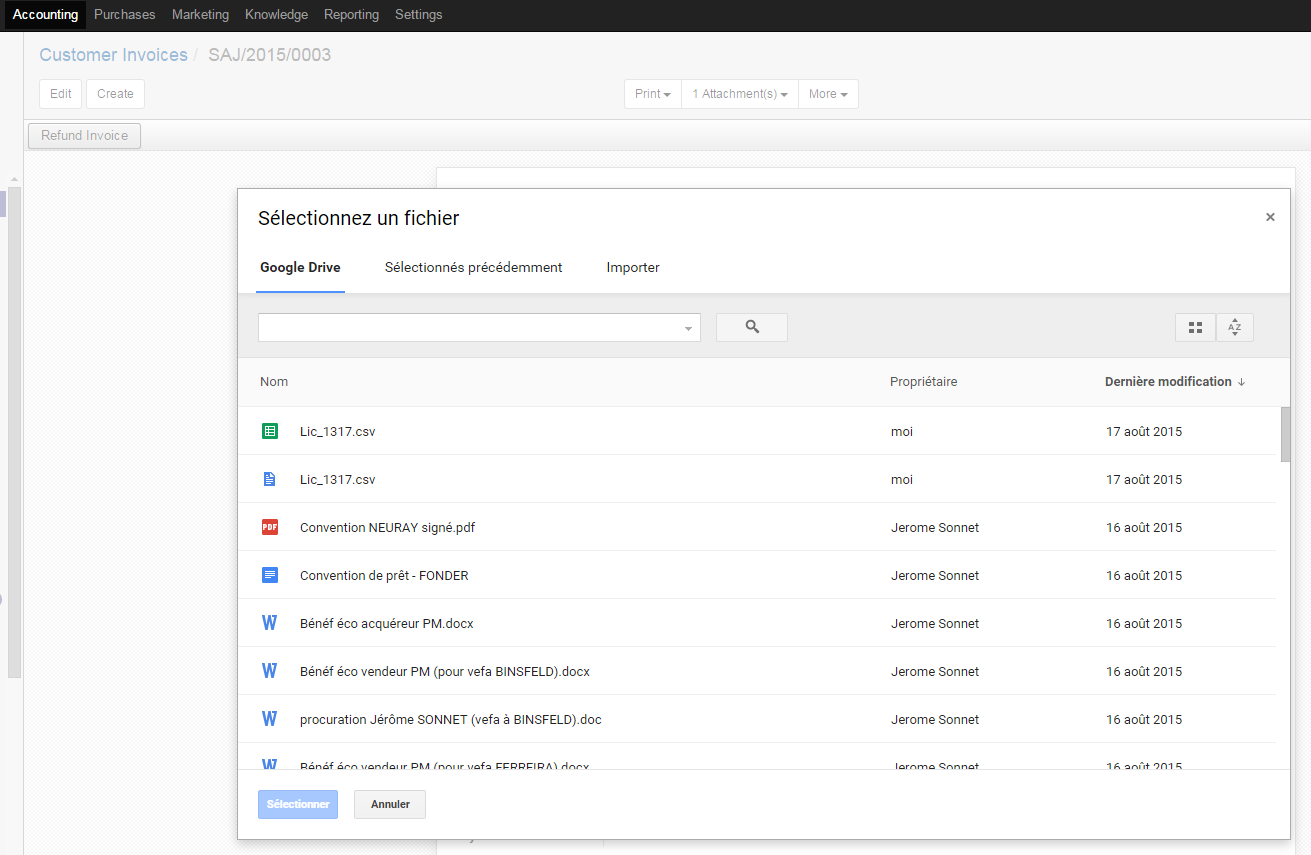 Accounting Purchases Marketing Knowledge Reporting Settings
Customer Invoices / SAJ/2015/0003
Edit Create Print 1 Attachment(s) More
Refund Invoice
Sélectionnez un fichier ×
Google Drive Sélectionnés précédemment Importer
AZ
Nom Propriétaire Dernière modification ↓
Lic_1317.csv moi 17 août 2015
Lic_1317.csv moi 17 août 2015
PDF Convention NEURAY signé.pdf Jerome Sonnet 16 août 2015
Convention de prêt - FONDER Jerome Sonnet 16 août 2015
W Bénéf éco acquéreur PM.docx Jerome Sonnet 16 août 2015
W Bénéf éco vendeur PM (pour vefa BINSFELD).docx Jerome Sonnet 16 août 2015
W procuration Jérôme SONNET (vefa à BINSFELD).doc Jerome Sonnet 16 août 2015
W Bénéf éco vendeur PM (pour vefa FERREIRA).docx Jerome Sonnet 16 août 2015
Sélectionner Annuler